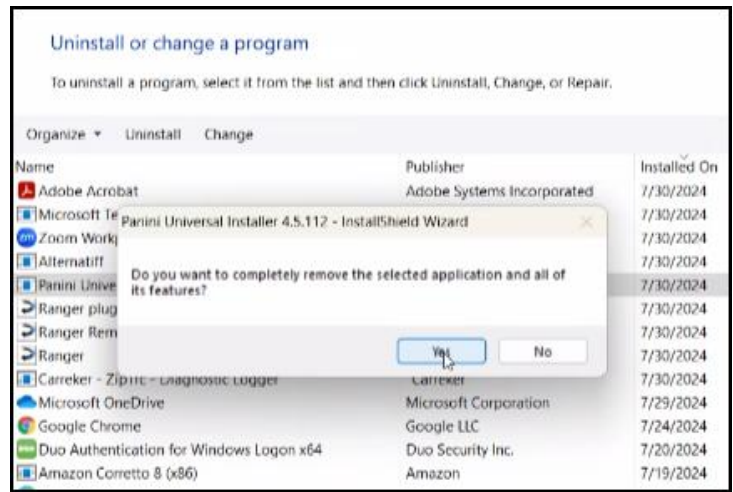 Uninstall or change a program
To uninstall a program, select it from the list and then click Uninstall, Change, or Repair.
Organize Uninstall Change
Name Publisher Installed On
Adobe Acrobat Adobe Systems Incorporated 7/30/2024
Microsoft Te 7/30/2024
Panini Universal Installer 4.5.112 - InstallShield Wizard
Zoom Work 7/30/2024
Alternatiff 7/30/2024
Do you want to completely remove the selected application and all of
its features?
Panini Unive 7/30/2024
Ranger plug 7/30/2024
Ranger Rem 7/30/2024
Yes No
Ranger 7/30/2024
Carreker - Diagnostic Logger Carreker 7/30/2024
Microsoft OneDrive Microsoft Corporation 7/29/2024
Google Chrome Google LLC 7/24/2024
Duo Authentication for Windows Logon x64 Duo Security Inc. 7/20/2024
Amazon Corretto 8 (x86) Amazon 7/19/2024